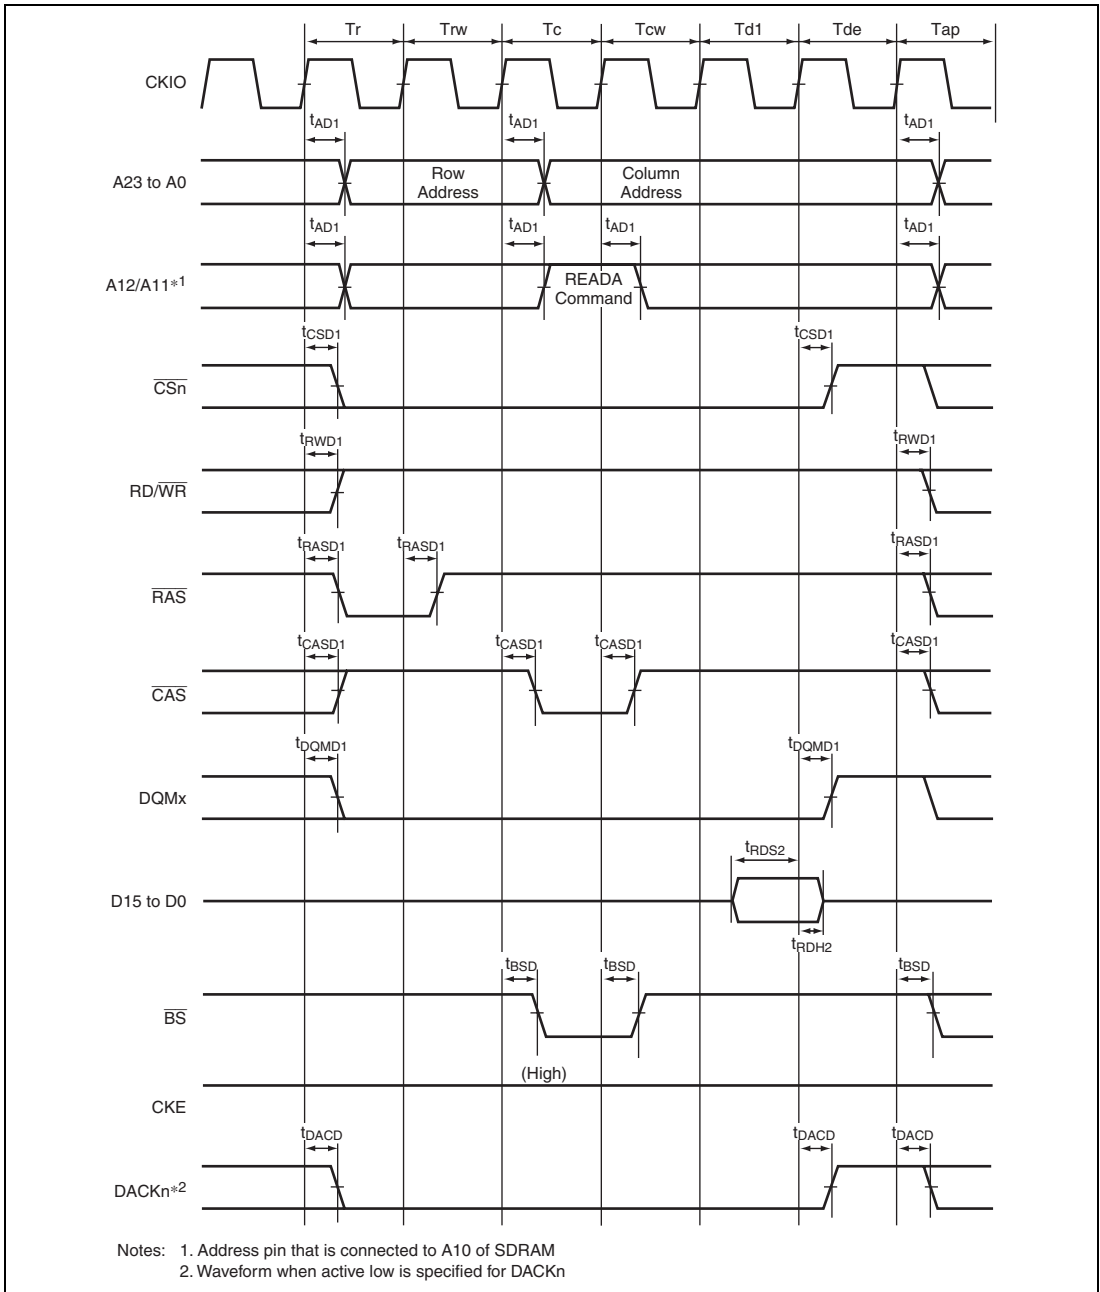 Tr Trw Tc Tcw Td1 Tde Tap
CKIO
tAD1 tAD1 tAD1
A23 to A0
Row Address
Column Address
tAD1 tAD1 tAD1 tAD1
A12/A11*1
READA Command
tCSD1 tCSD1
CSn
tRWD1 tRWD1
RD/WR
tRASD1 tRASD1 tRASD1
RAS
tCASD1 tCASD1 tCASD1 tCASD1
CAS
tDQMD1 tDQMD1
DQMx
tRDS2
D15 to D0
tRDH2
tBSD tBSD tBSD
BS
(High)
CKE
tDACD tDACD tDACD
DACKn*2
Notes: 1. Address pin that is connected to A10 of SDRAM
2. Waveform when active low is specified for DACKn